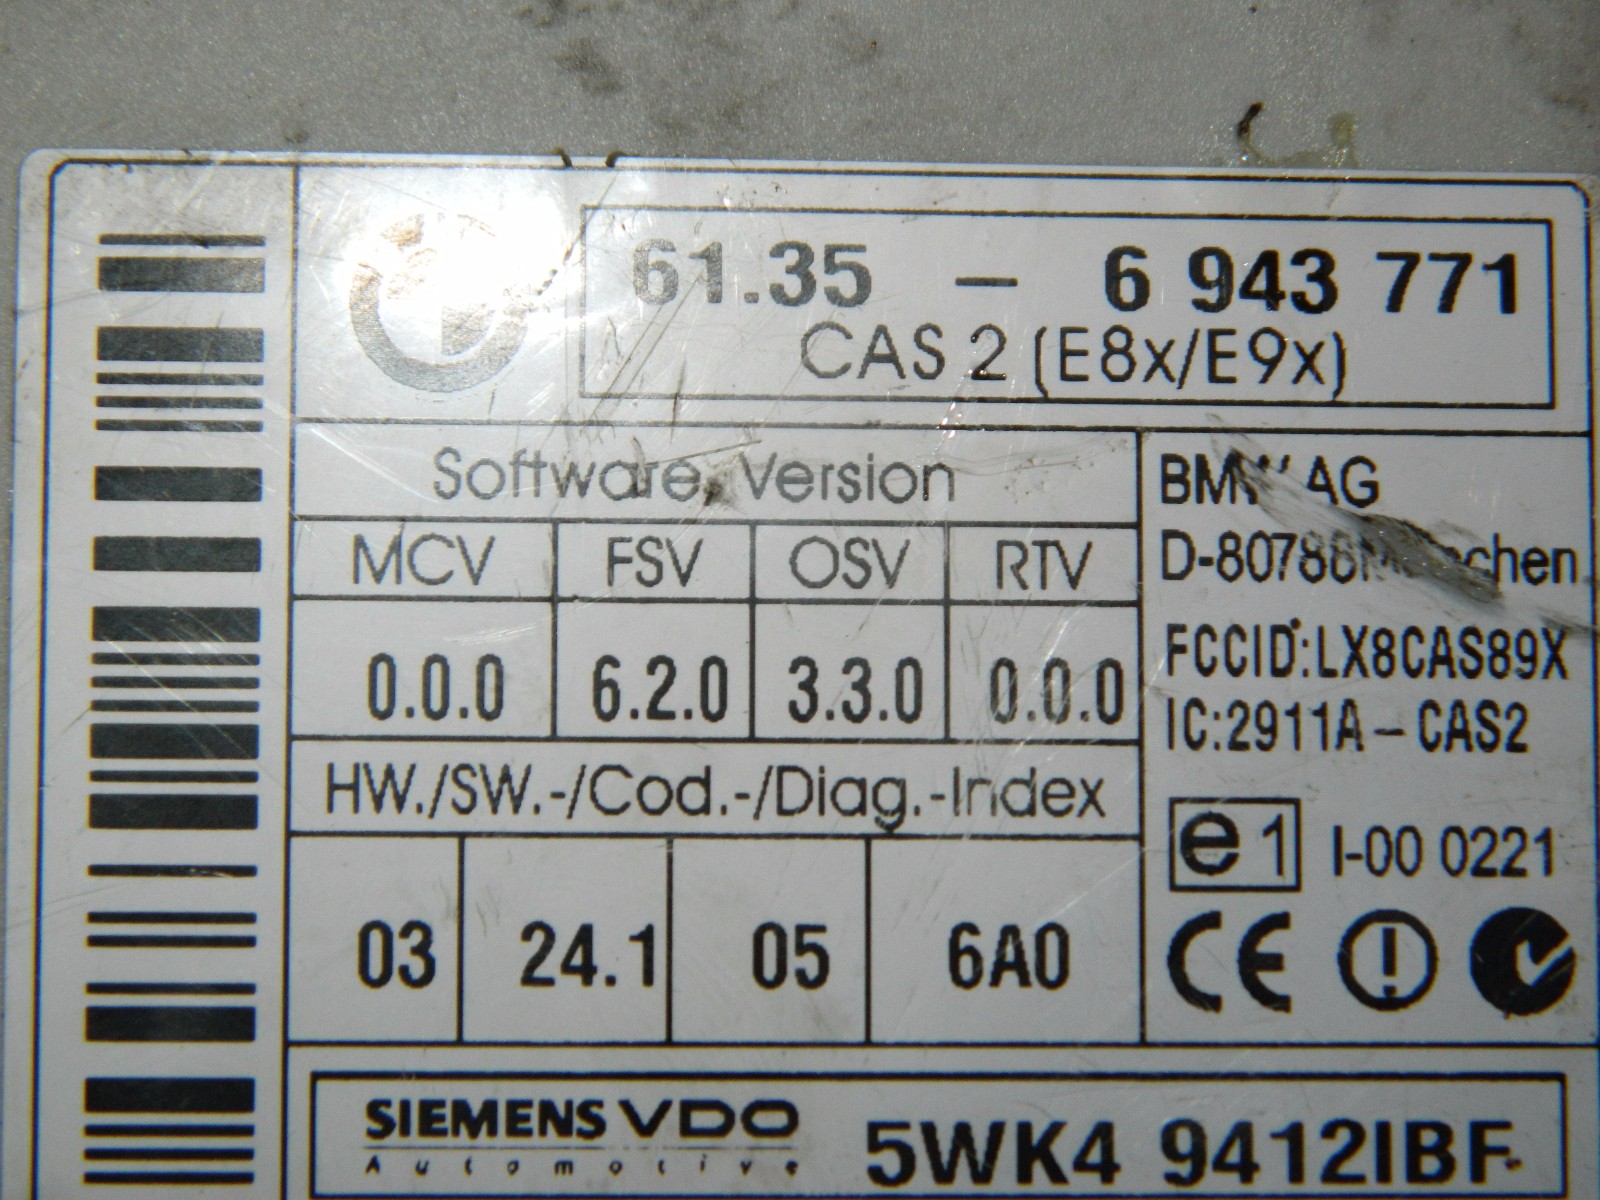 61.35 – 6 943 771
CAS 2 (E8x/E9x)
Software Version
MCV FSV OSV RTV
0.0.0 6.2.0 3.3.0 0.0.0
HW./SW.-/Cod.-/Diag.-Index
03 24.1 05 6A0
BMW AG
D-80788 München
FCCID:LX8CAS89X
IC:2911A – CAS2
e1 I-00 0221
CE
SIEMENS VDO
Automotive
5WK4 9412IBF